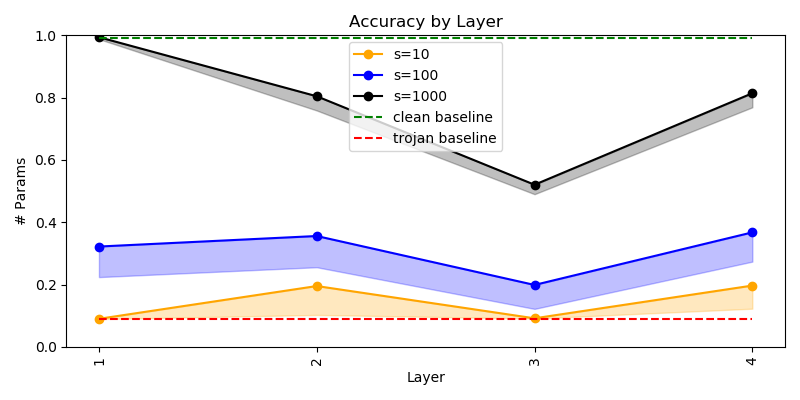 Accuracy by Layer
1.0
0.8
0.6
0.4
0.2
0.0
# Params
s=10
s=100
s=1000
clean baseline
trojan baseline
1
2
3
4
Layer